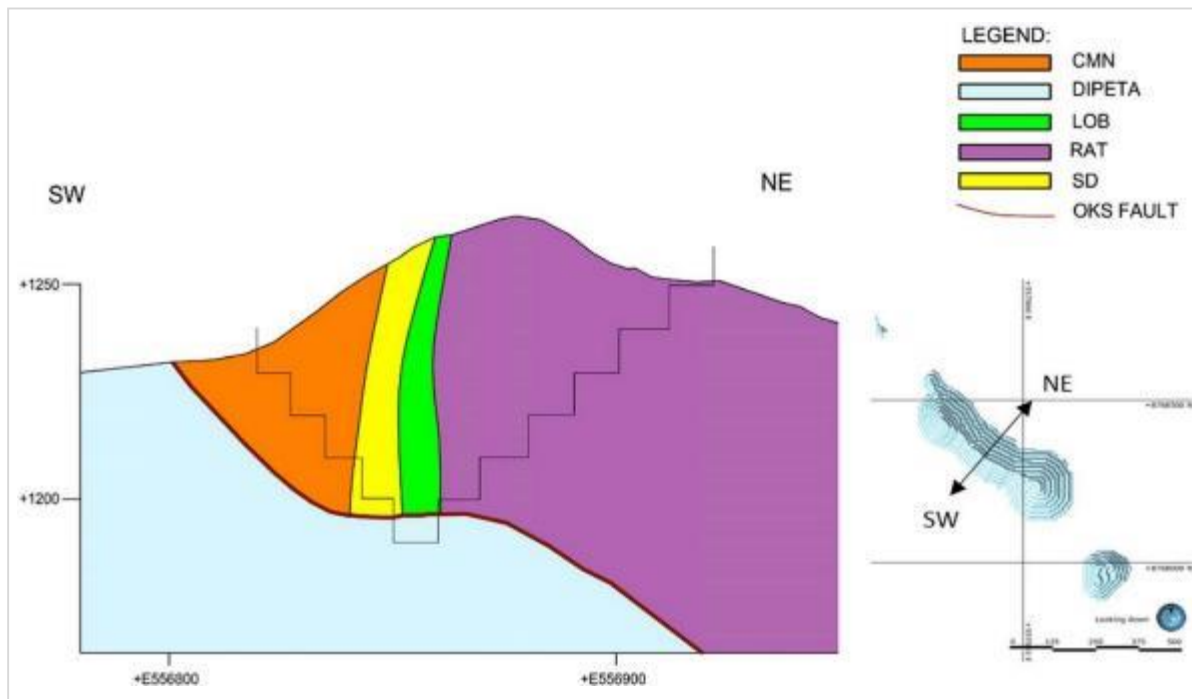 LEGEND:
CMN
DIPETA
LOB
RAT
SD
OKS FAULT
SW
NE
+1250
+1200
+E556800
+E556900
NE
SW
Looking down
0 125 250 375 500